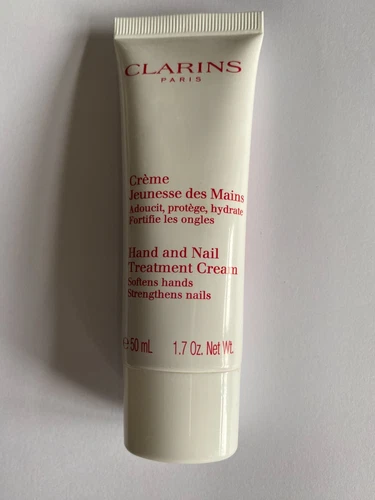 CLARINS
PARIS
Crème
Jeunesse des Mains
Adoucit, protège, hydrate
Fortifie les ongles
Hand and Nail
Treatment Cream
Softens hands
Strengthens nails
e 50 mL 1.7 Oz. Net Wt.